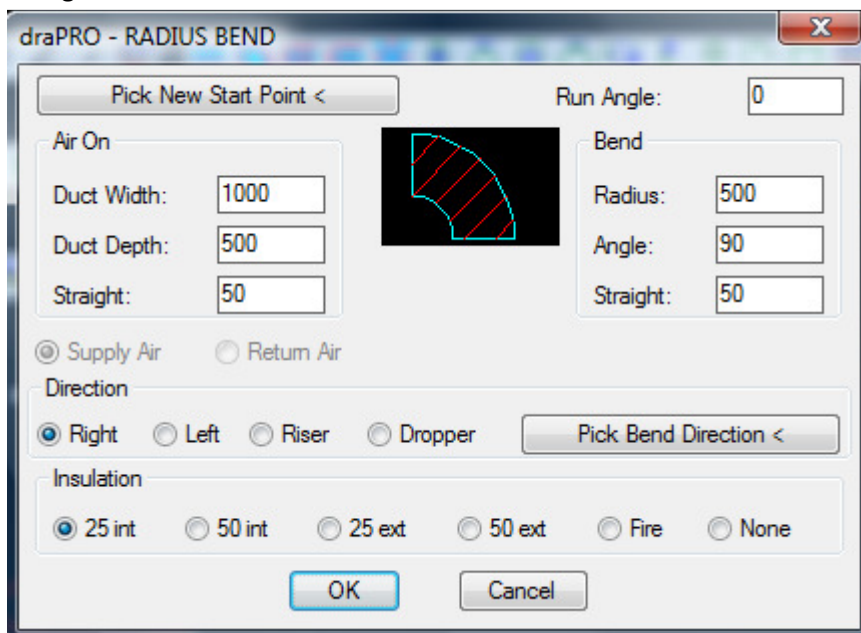 draPRO - RADIUS BEND
X
Pick New Start Point <
Run Angle: 0
Air On
Duct Width: 1000
Duct Depth: 500
Straight: 50
Bend
Radius: 500
Angle: 90
Straight: 50
Supply Air Return Air
Direction
Right Left Riser Dropper Pick Bend Direction <
Insulation
25 int 50 int 25 ext 50 ext Fire None
OK Cancel